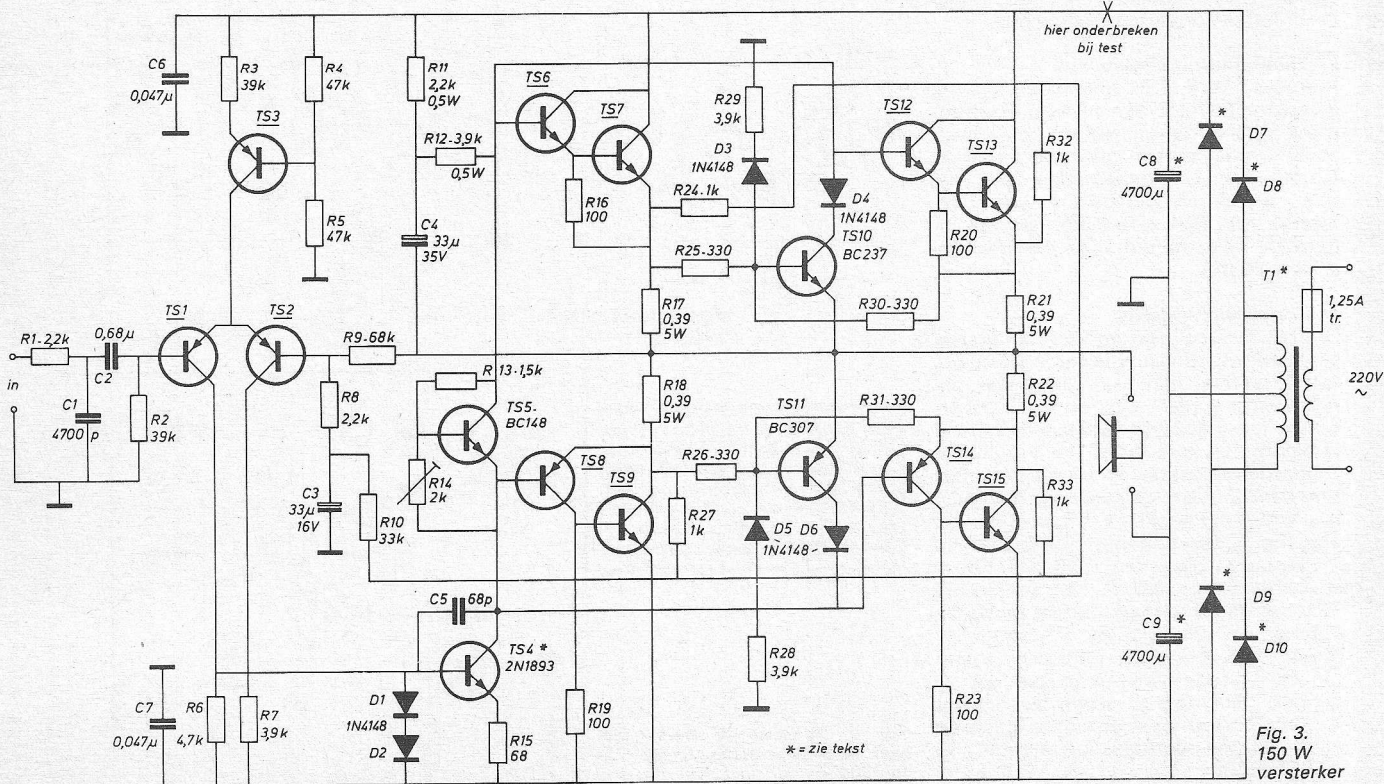 hier onderbreken
bij test
C6
0,047µ
R3
39k
R4
47k
R11
2,2k
0,5W
TS6
TS7
R29
3,9k
TS12
TS13
R32
1k
D7
*
C8
*
4700µ
D8
*
TS3
R12-3,9k
0,5W
D3
1N4148
R16
100
R24-1k
D4
1N4148
R20
100
R5
47k
C4
33µ
35V
R25-330
TS10
BC237
T1*
1,25A
tr.
R30-330
R17
0,39
5W
R21
0,39
5W
TS1
TS2
R1-2,2k
0,68µ
C2
R9-68k
in
220V
~
C1
4700 p
R2
39k
R8
2,2k
R13-1,5k
TS5-
BC148
R18
0,39
5W
R22
0,39
5W
TS11
BC307
R31-330
R26-330
TS8
TS9
TS14
TS15
R14
2k
C3
33µ
16V
R10
33k
R27
1k
R33
1k
D5
D6
1N4148
C5
68p
D9
*
C9
*
4700µ
D10
*
TS4 *
2N1893
R28
3,9k
C7
0,047µ
R6
4,7k
R7
3,9k
D1
1N4148
D2
R15
68
R19
100
R23
100
* = zie tekst
Fig. 3.
150 W
versterker